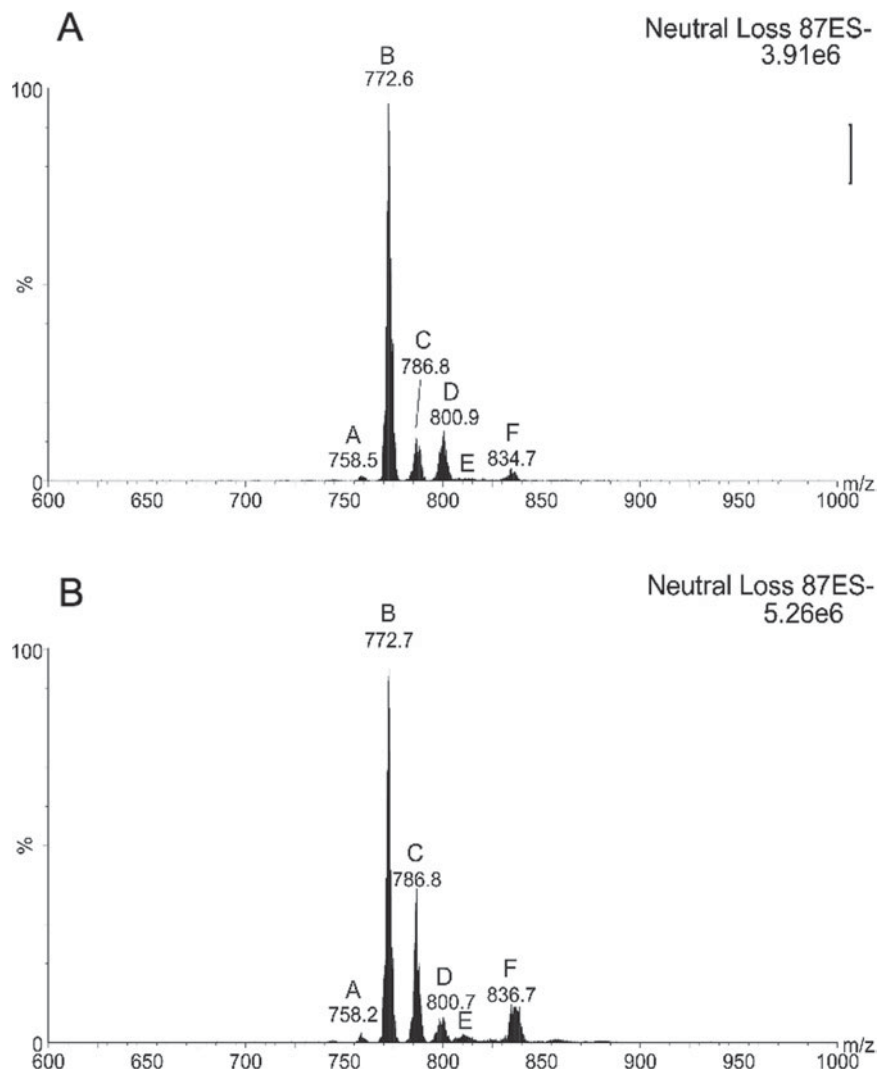 A
Neutral Loss 87ES-
3.91e6
B
772.6
100
%
C
786.8
D
800.9
A
758.5
E
F
834.7
0
600 650 700 750 800 850 900 950 1000 m/z
B
Neutral Loss 87ES-
5.26e6
B
772.7
100
%
C
786.8
A
758.2
D
800.7
E
F
836.7
0
600 650 700 750 800 850 900 950 1000 m/z